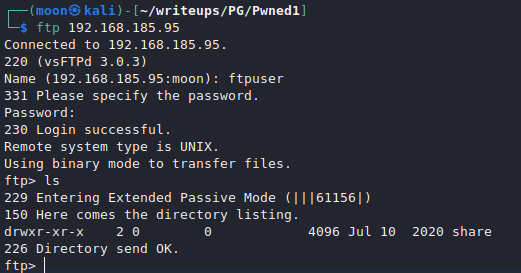 ┌──(moon㉿kali)-[~/writeups/PG/Pwned1]
└─$ ftp 192.168.185.95
Connected to 192.168.185.95.
220 (vsFTPd 3.0.3)
Name (192.168.185.95:moon): ftpuser
331 Please specify the password.
Password:
230 Login successful.
Remote system type is UNIX.
Using binary mode to transfer files.
ftp> ls
229 Entering Extended Passive Mode (|||61156|)
150 Here comes the directory listing.
drwxr-xr-x    2 0        0            4096 Jul 10  2020 share
226 Directory send OK.
ftp>